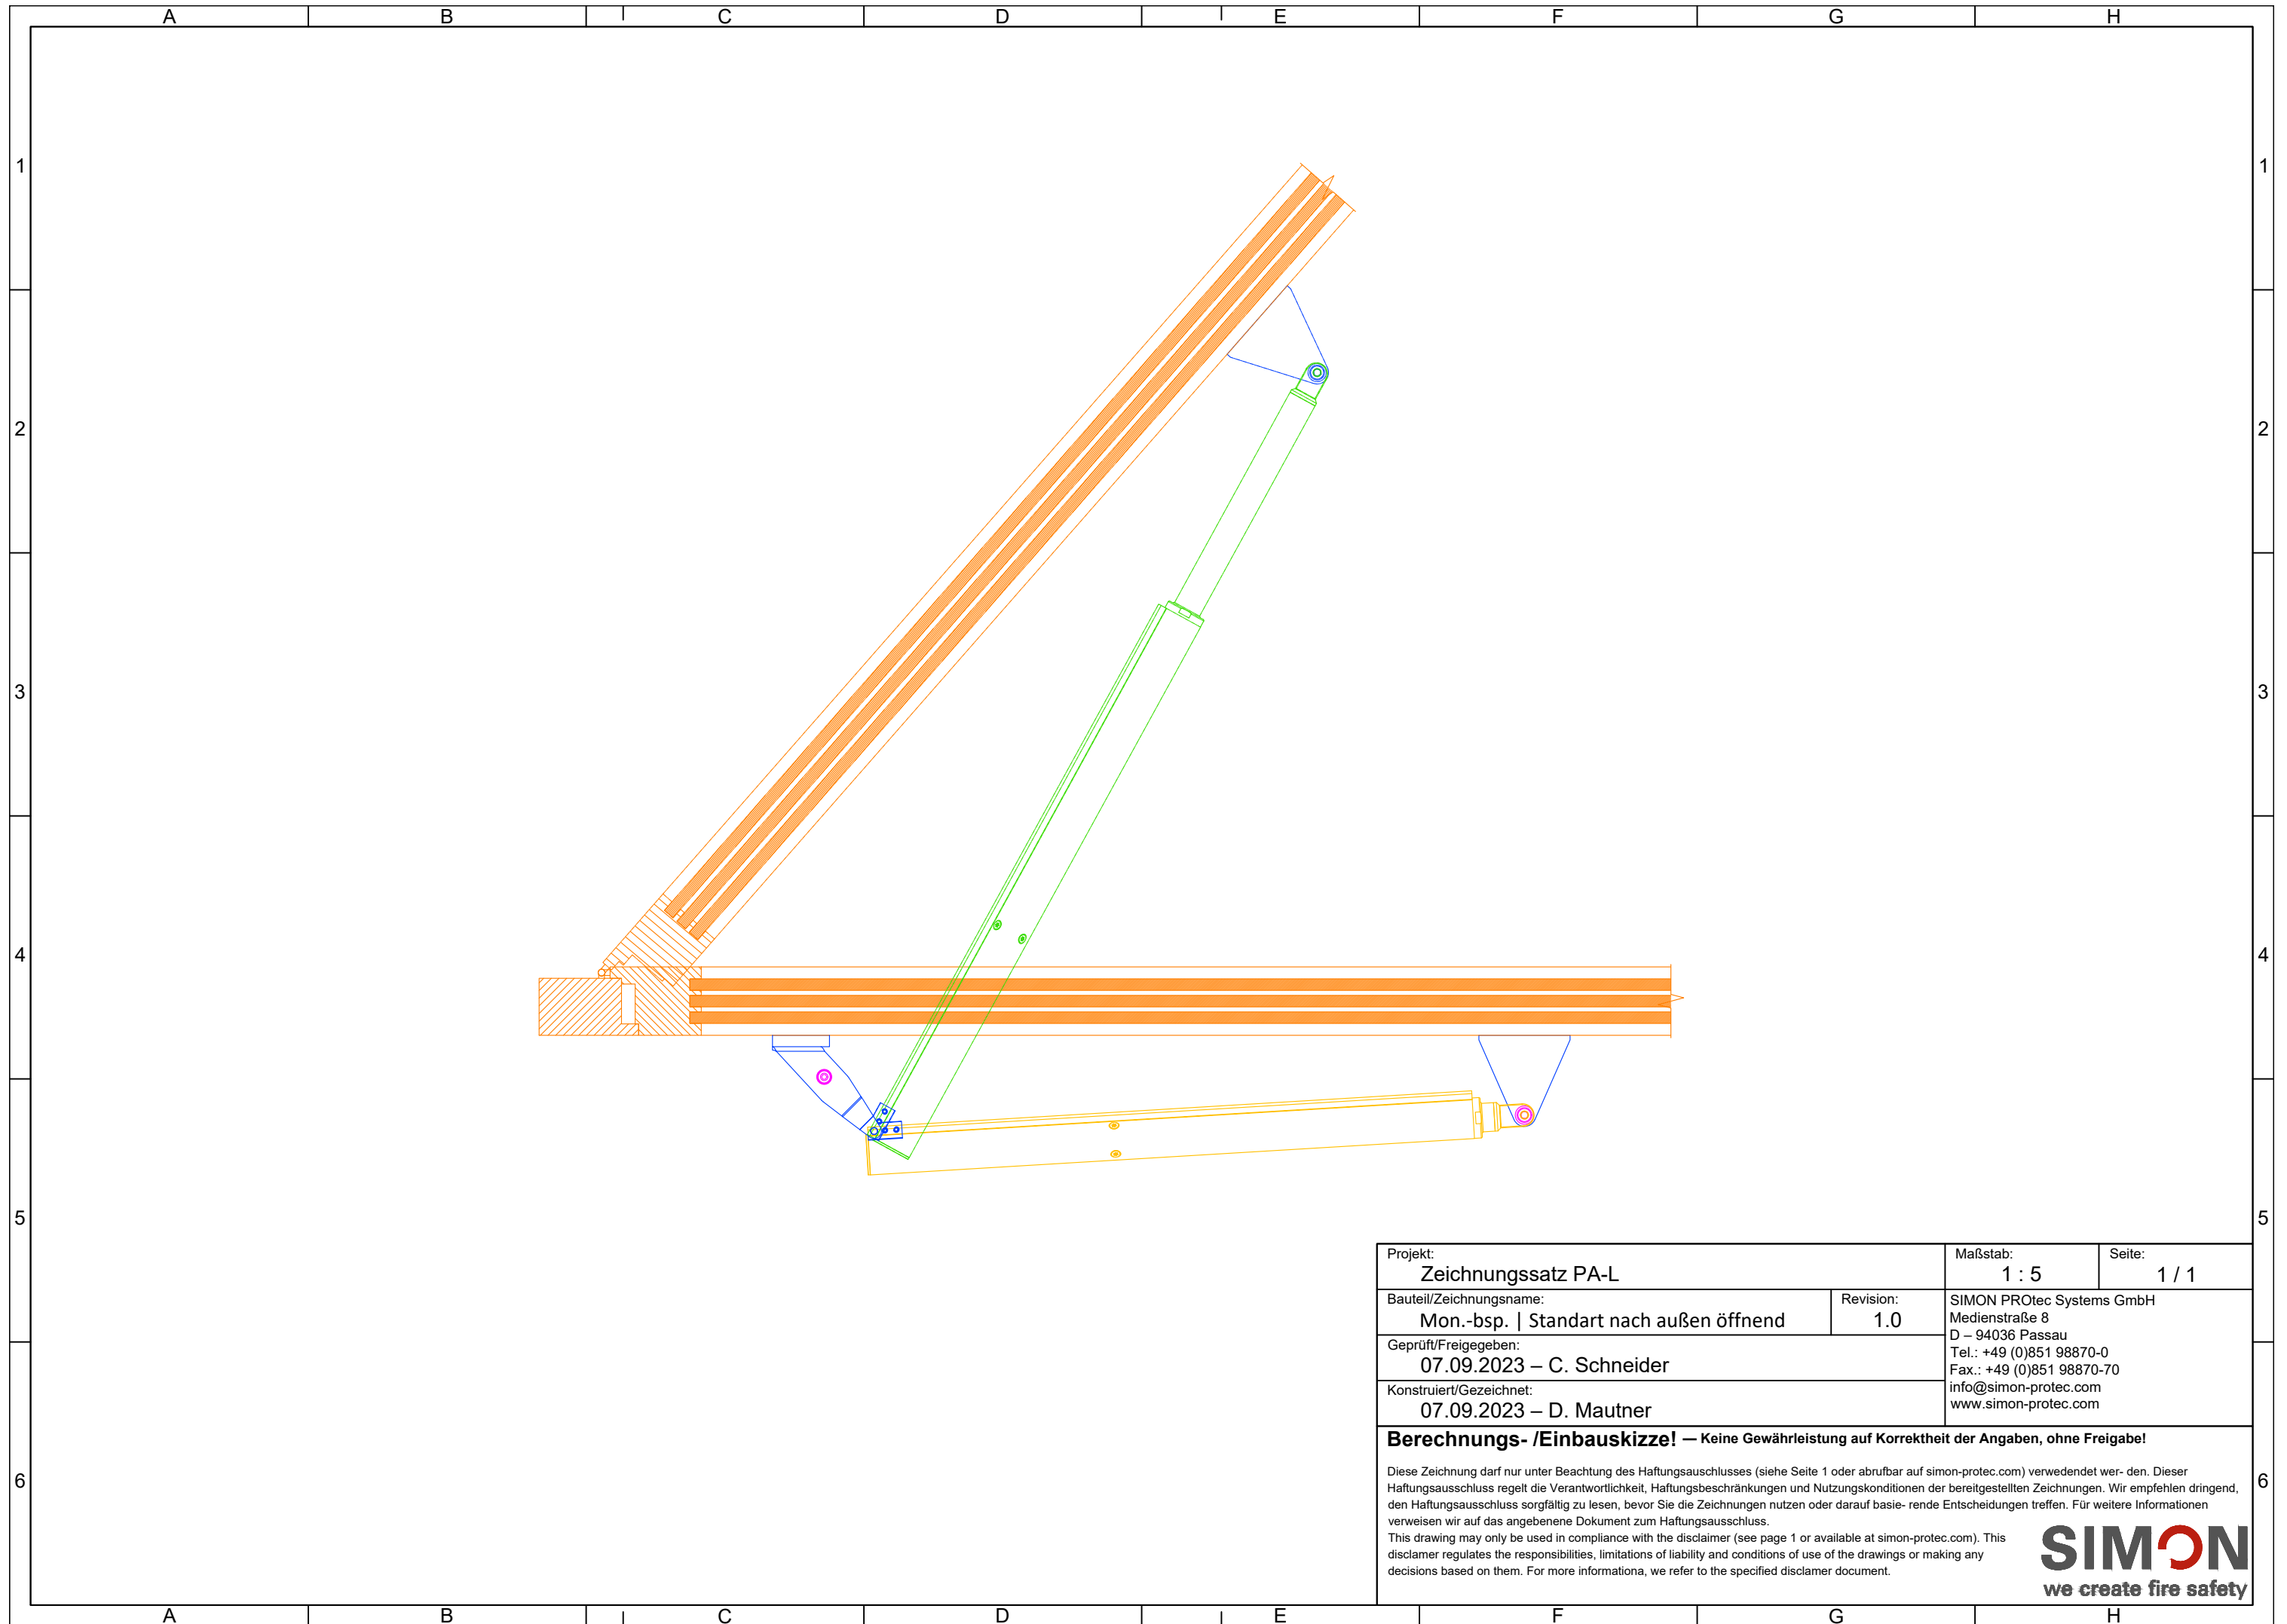 A B C D E F G H
1 1
2 2
3 3
4 4
5 5
6 6
Projekt:
Zeichnungssatz PA-L
Maßstab:
1 : 5
Seite:
1 / 1
Bauteil/Zeichnungsname:
Mon.-bsp. | Standart nach außen öffnend
Revision:
1.0
Geprüft/Freigegeben:
07.09.2023 – C. Schneider
Konstruiert/Gezeichnet:
07.09.2023 – D. Mautner
SIMON PROtec Systems GmbH
Medienstraße 8
D – 94036 Passau
Tel.: +49 (0)851 98870-0
Fax.: +49 (0)851 98870-70
info@simon-protec.com
www.simon-protec.com
Berechnungs- /Einbauskizze! — Keine Gewährleistung auf Korrektheit der Angaben, ohne Freigabe!
Diese Zeichnung darf nur unter Beachtung des Haftungsauschlusses (siehe Seite 1 oder abrufbar auf simon-protec.com) verwedendet wer- den. Dieser
Haftungsausschluss regelt die Verantwortlichkeit, Haftungsbeschränkungen und Nutzungskonditionen der bereitgestellten Zeichnungen. Wir empfehlen dringend,
den Haftungsausschluss sorgfältig zu lesen, bevor Sie die Zeichnungen nutzen oder darauf basie- rende Entscheidungen treffen. Für weitere Informationen
verweisen wir auf das angebenene Dokument zum Haftungsausschluss.
This drawing may only be used in compliance with the disclaimer (see page 1 or available at simon-protec.com). This
disclamer regulates the responsibilities, limitations of liability and conditions of use of the drawings or making any
decisions based on them. For more informationa, we refer to the specified disclamer document.
SIMON
we create fire safety
A B C D E F G H